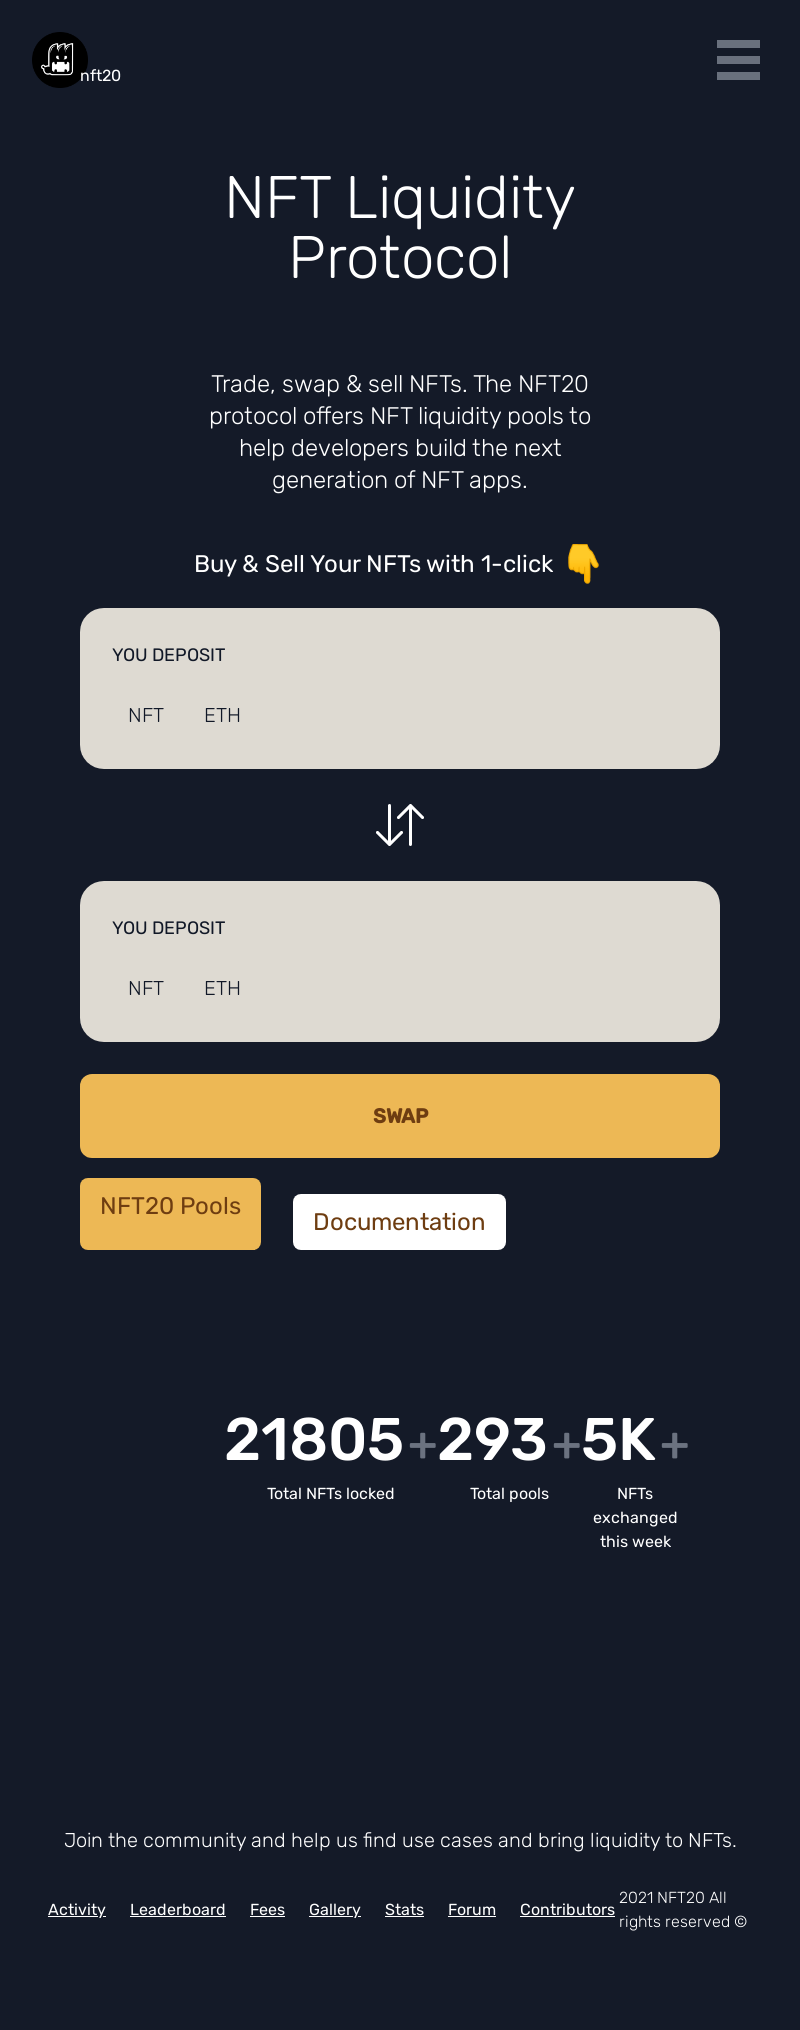 nft20
NFT Liquidity
Protocol
Trade, swap & sell NFTs. The NFT20
protocol offers NFT liquidity pools to
help developers build the next
generation of NFT apps.
Buy & Sell Your NFTs with 1-click 👇
YOU DEPOSIT
NFT ETH
YOU DEPOSIT
NFT ETH
SWAP
NFT20 Pools
Documentation
21805+ 293+ 5K+
Total NFTs locked Total pools NFTs
exchanged
this week
Join the community and help us find use cases and bring liquidity to NFTs.
Activity Leaderboard Fees Gallery Stats Forum Contributors
2021 NFT20 All
rights reserved ©